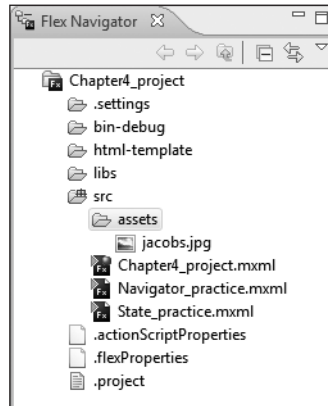 Flex Navigator
Chapter4_project
.settings
bin-debug
html-template
libs
src
assets
jacobs.jpg
Chapter4_project.mxml
Navigator_practice.mxml
State_practice.mxml
.actionScriptProperties
.flexProperties
.project